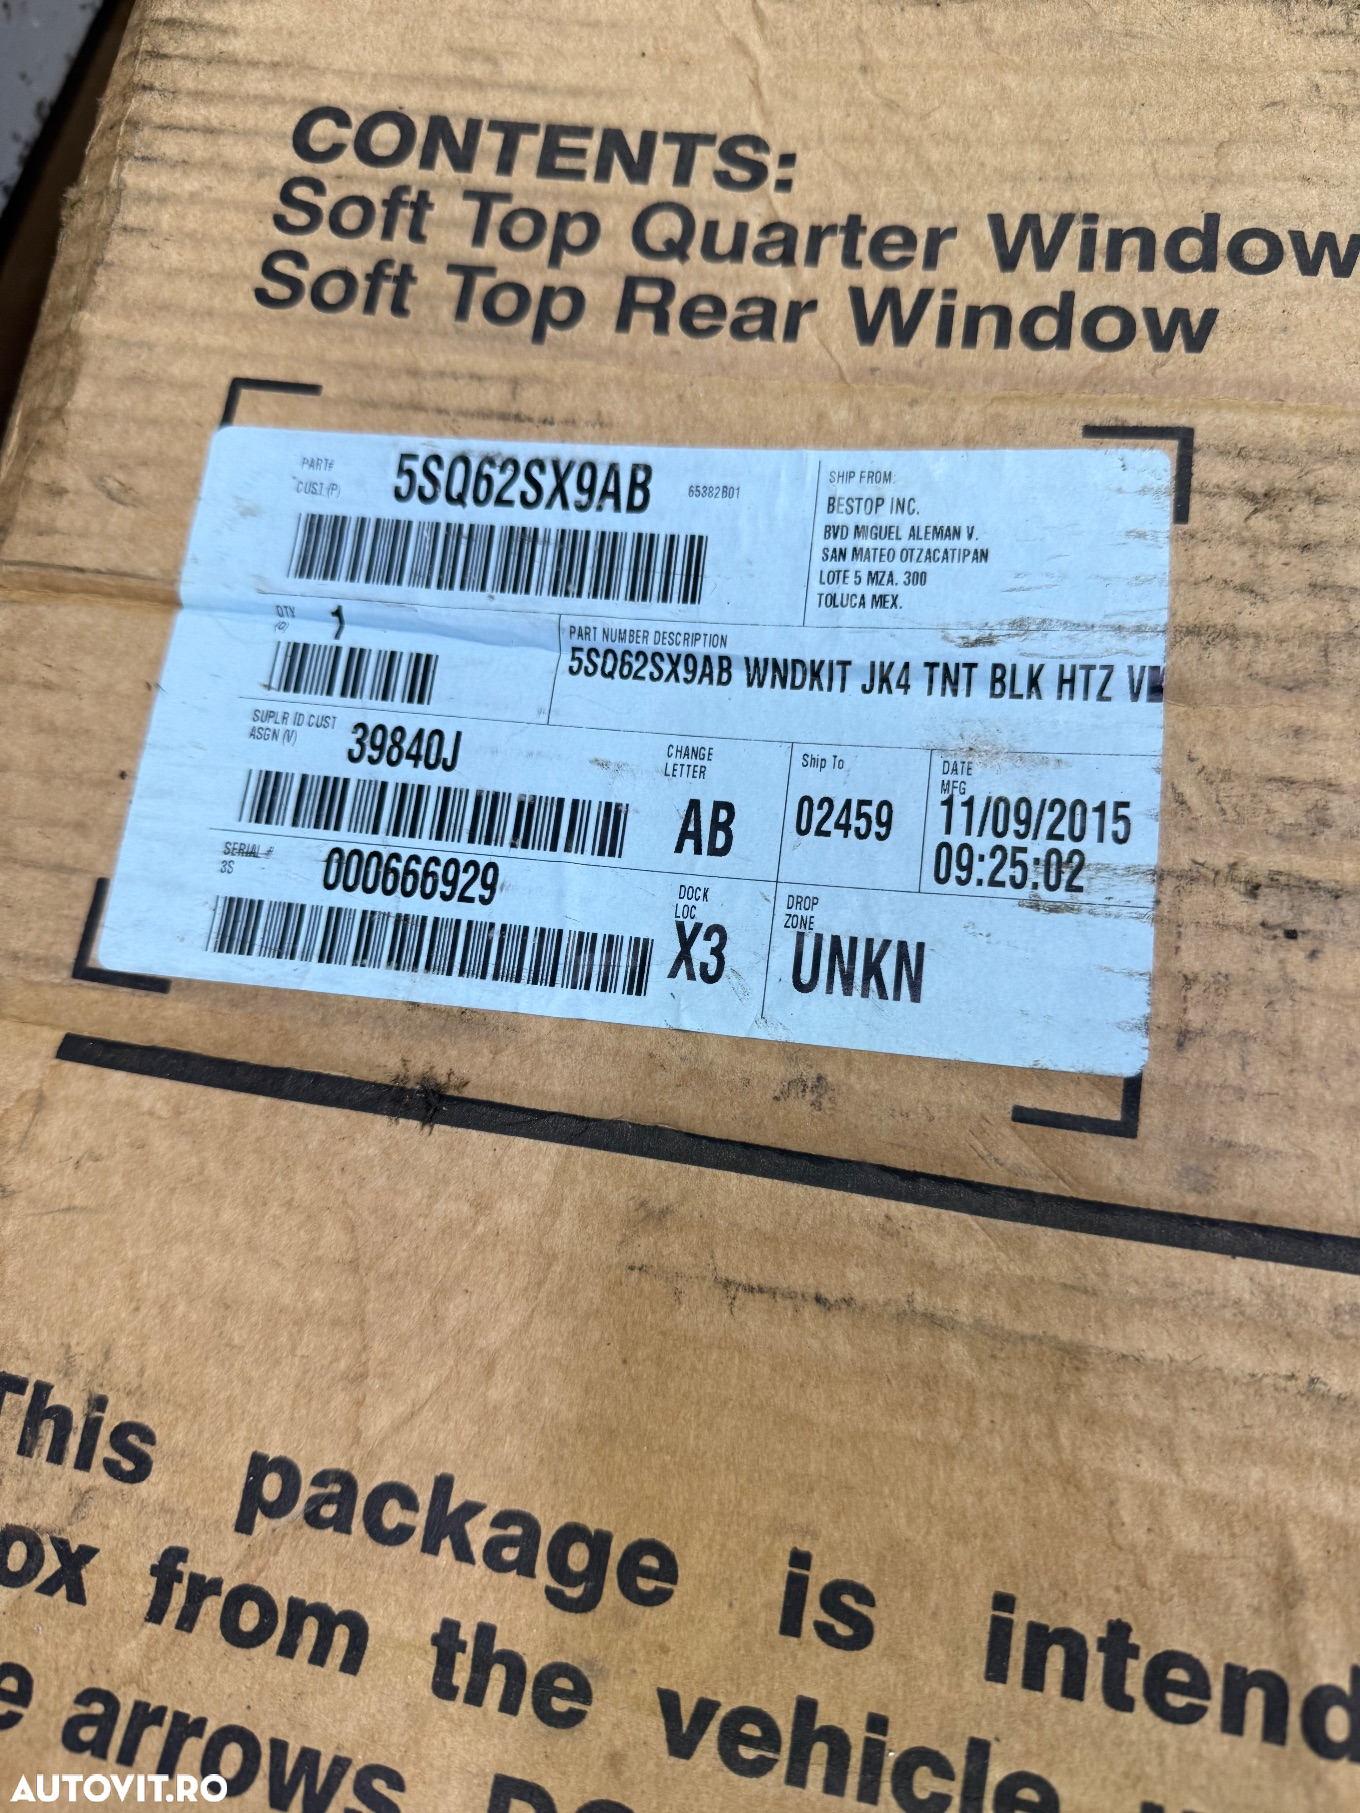 CONTENTS:
Soft Top Quarter Window
Soft Top Rear Window
PART#
CUST (P)
5SQ62SX9AB
65382B01
SHIP FROM:
BESTOP INC.
BVD MIGUEL ALEMAN V.
SAN MATEO OTZACATIPAN
LOTE 5 MZA. 300
TOLUCA MEX.
QTY
(Q)
1
PART NUMBER DESCRIPTION
5SQ62SX9AB WNDKIT JK4 TNT BLK HTZ
SUPLR ID CUST
ASGN (V)
39840J
CHANGE
LETTER
AB
Ship To
02459
DATE
MFG
11/09/2015
09:25:02
SERIAL #
3S
000666929
DOCK
LOC
X3
DROP
ZONE
UNKN
This package is intend
ox from the vehicle
e arrows
AUTOVIT.RO